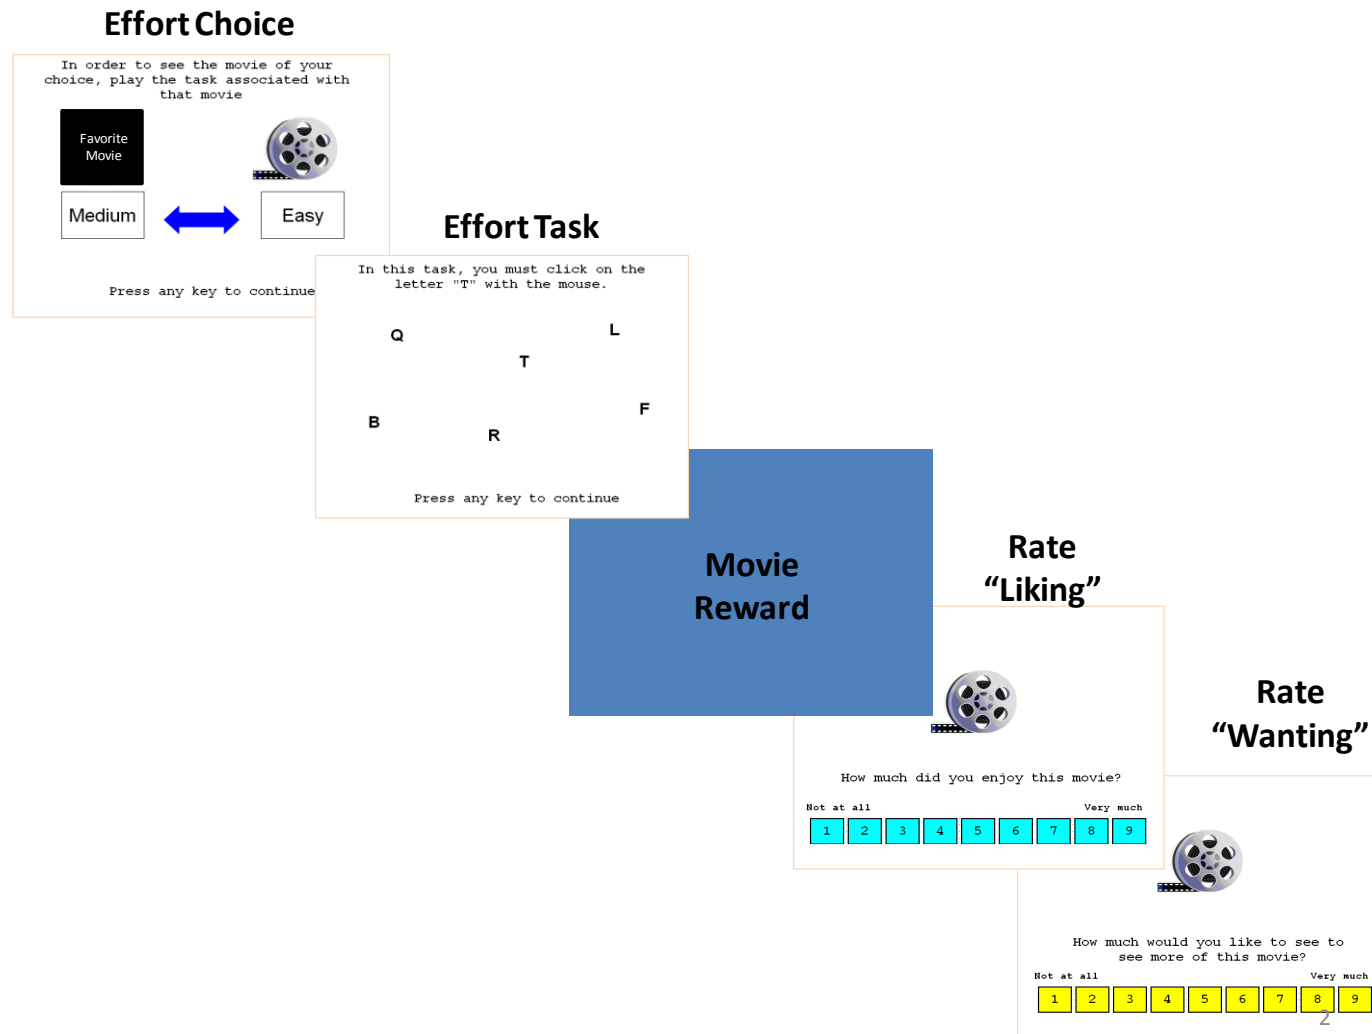 Effort Choice
In order to see the movie of your
choice, play the task associated with
that movie
Favorite
Movie
Medium
Easy
Press any key to continue
Effort Task
In this task, you must click on the
letter "T" with the mouse.
Q
L
T
B
F
R
Press any key to continue
Movie
Reward
Rate
“Liking”
How much did you enjoy this movie?
Not at all Very much
1 2 3 4 5 6 7 8 9
Rate
“Wanting”
How much would you like to see to
see more of this movie?
Not at all Very much
1 2 3 4 5 6 7 8 9
2